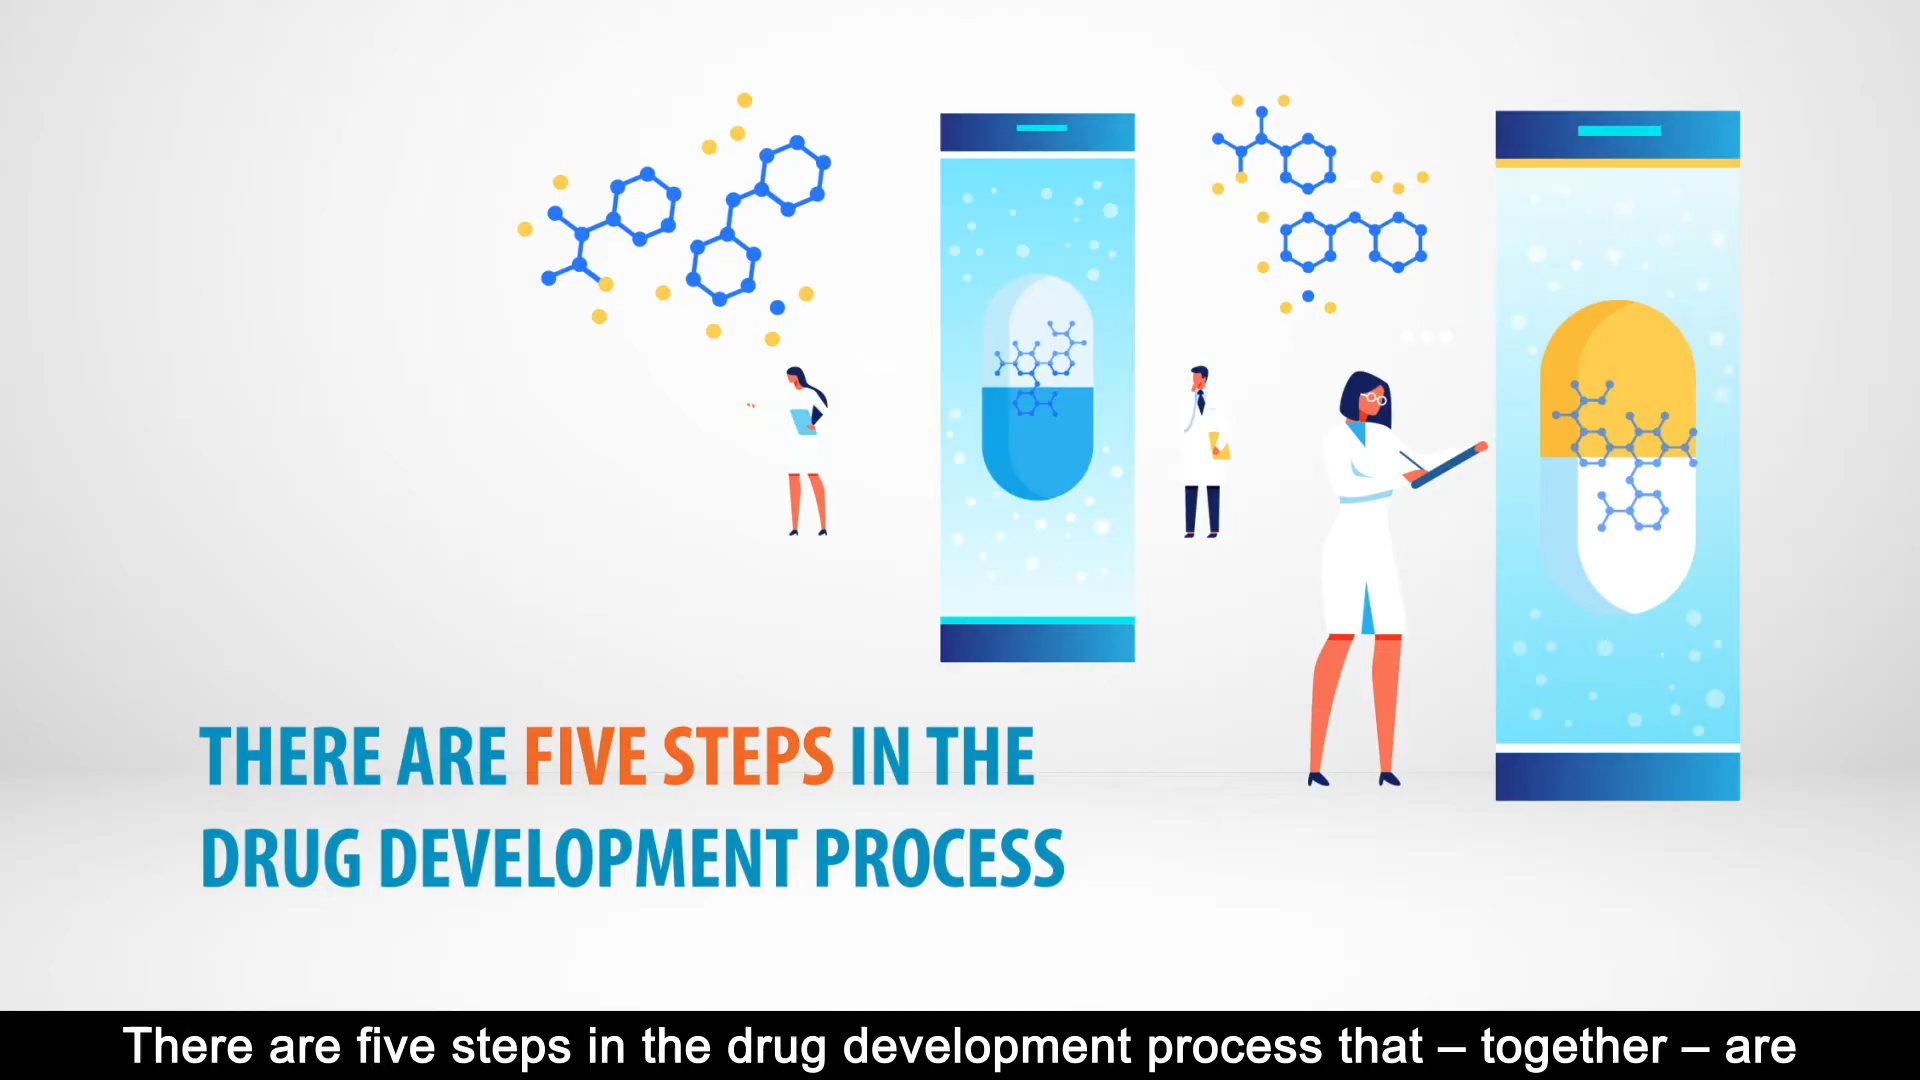 THERE ARE FIVE STEPS IN THE
DRUG DEVELOPMENT PROCESS
There are five steps in the drug development process that – together – are